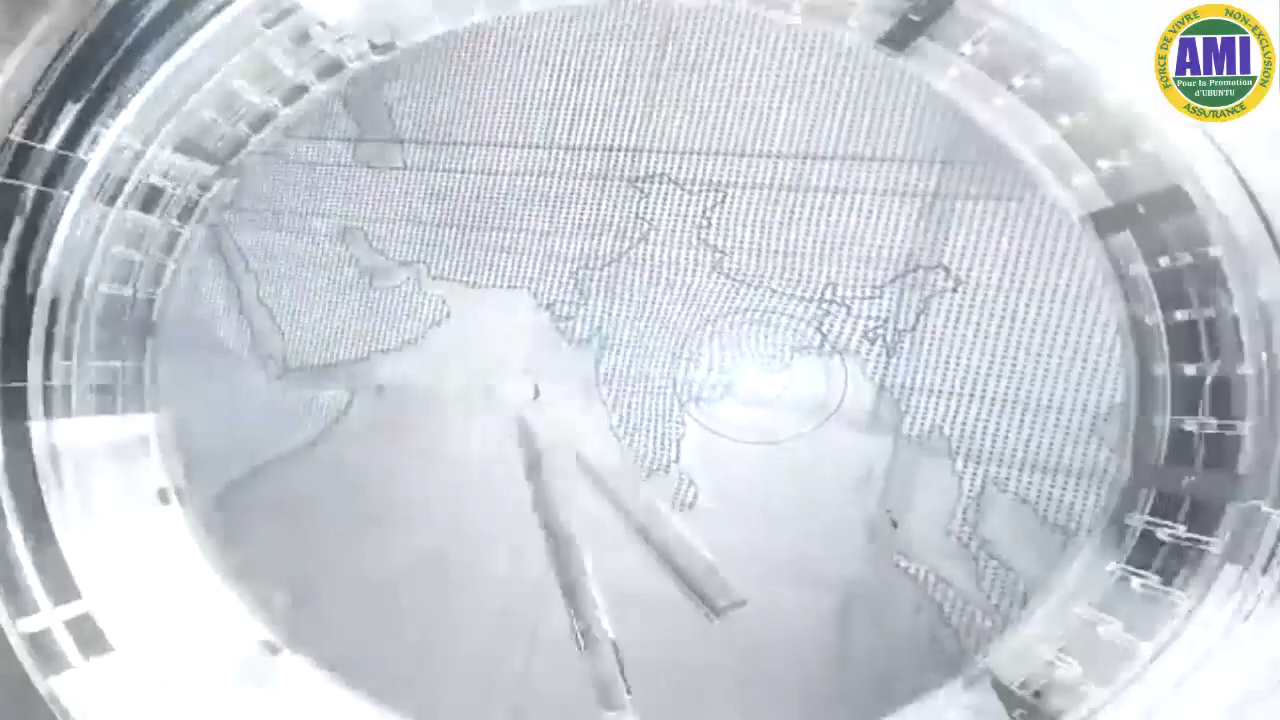 FORCE DE VIVRE
NON-EXCLUSION
AMI
Pour la Promotion
d'UBUNTU
ASSURANCE